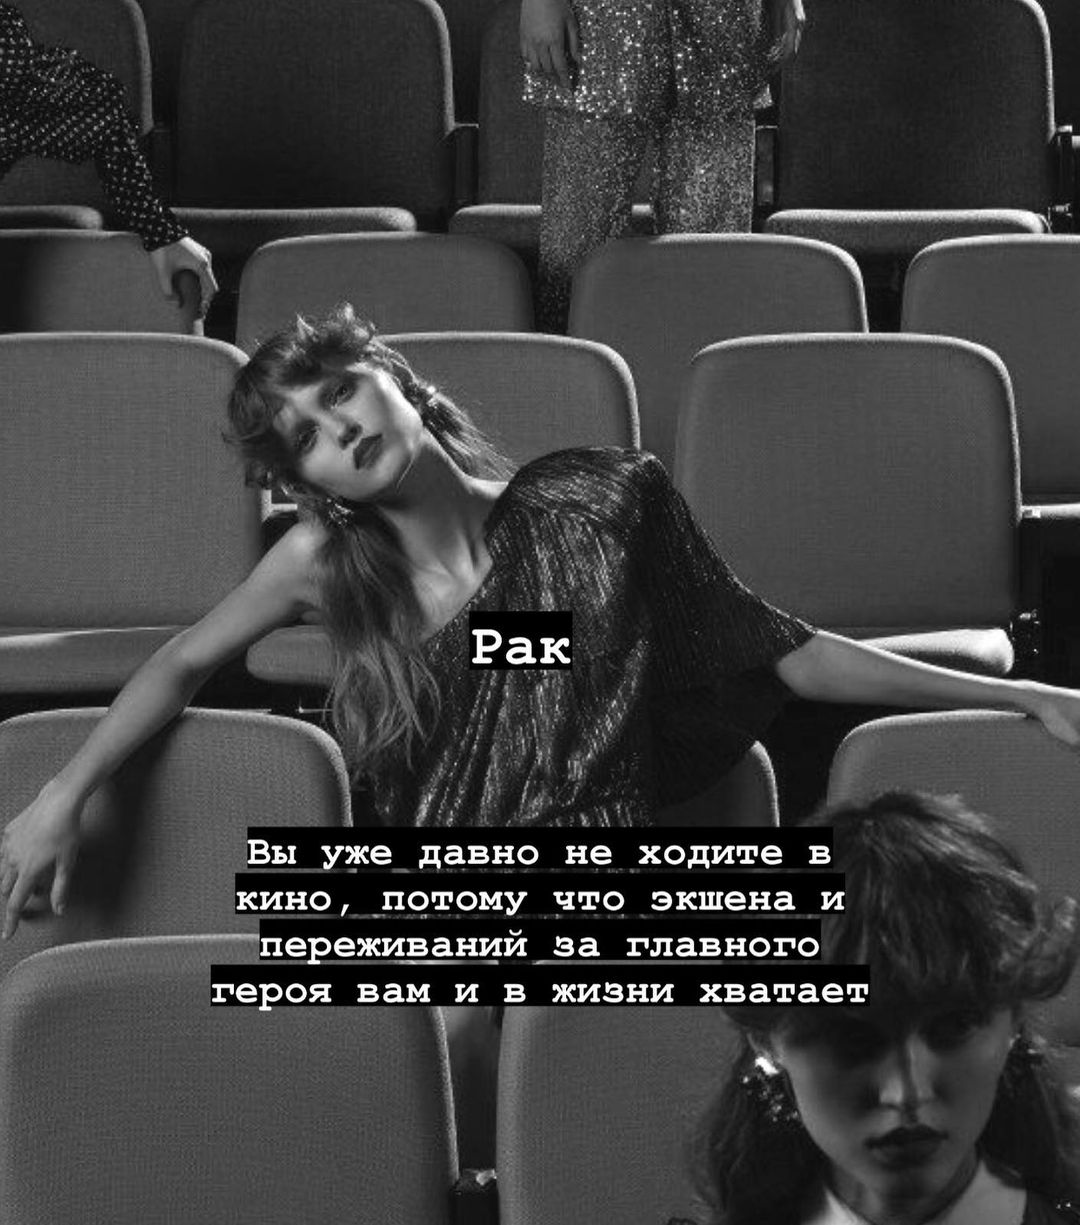 Рак
Вы уже давно не ходите в
кино, потому что экшена и
переживаний за главного
героя вам и в жизни хватает